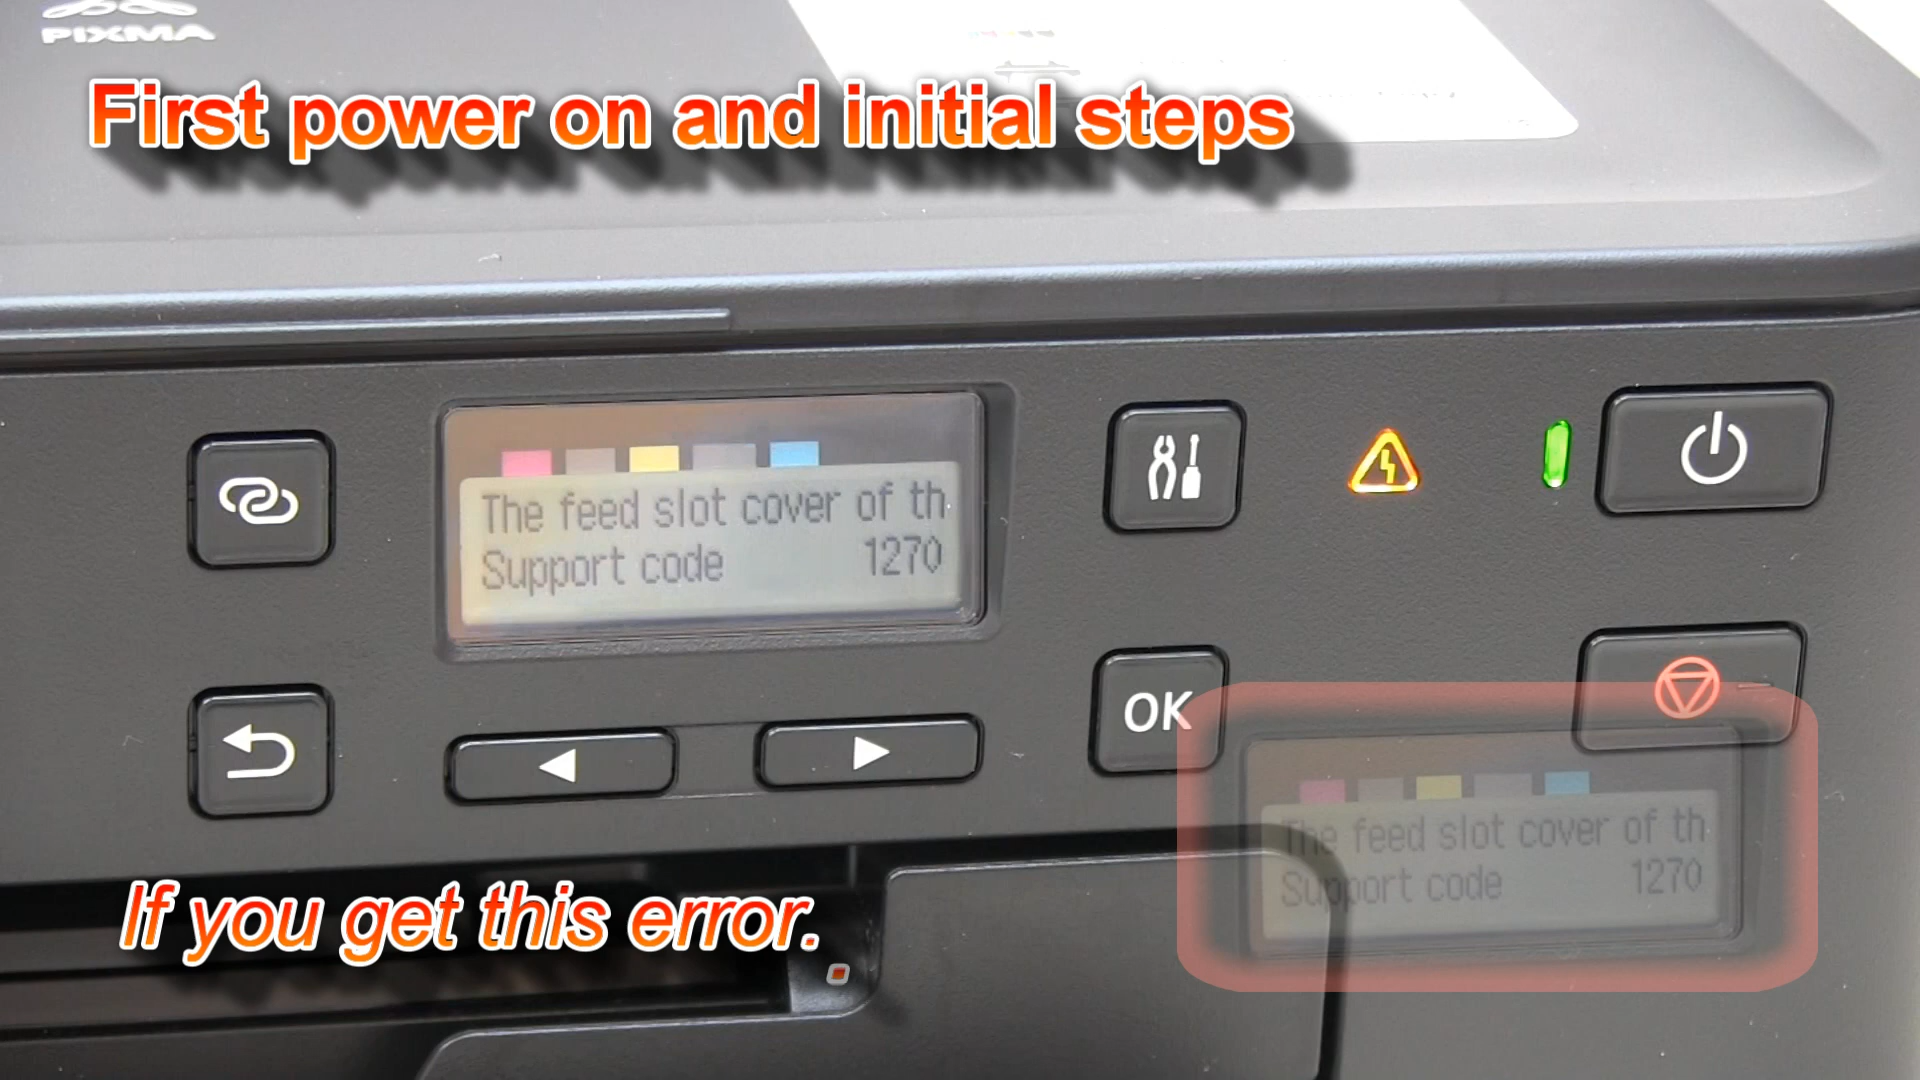 PIXMA
First power on and initial steps
The feed slot cover of th
Support code 1270
OK
If you get this error.
The feed slot cover of th
Support code 1270